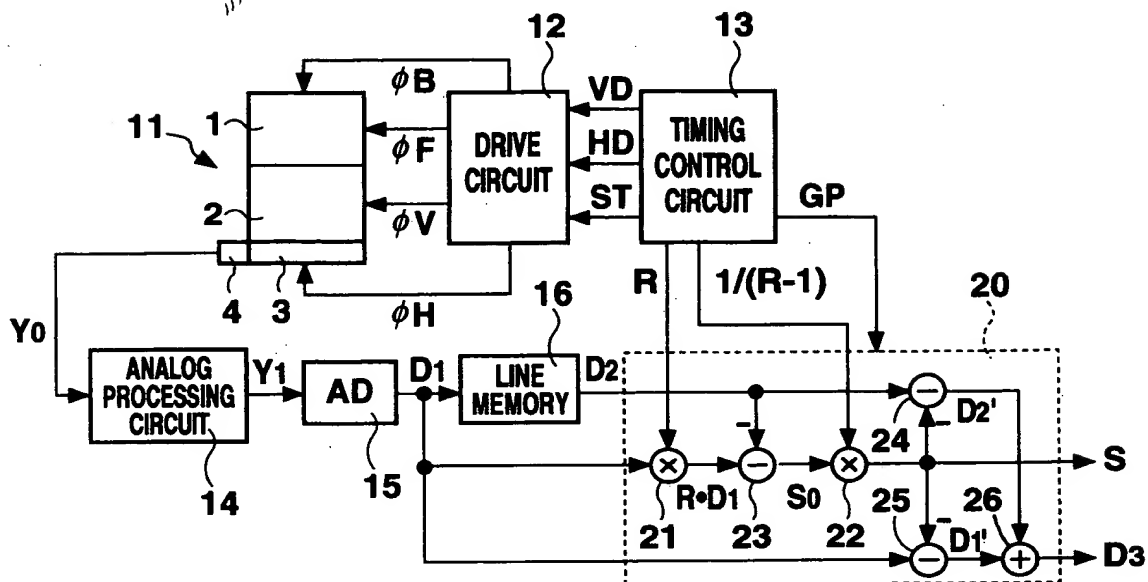 12
13
φB
VD
1
11
φF
DRIVE
CIRCUIT
HD
TIMING
CONTROL
CIRCUIT
GP
2
φV
ST
R
1/(R-1)
4
3
φH
16
20
Y0
ANALOG
PROCESSING
CIRCUIT
Y1
AD
D1
LINE
MEMORY
D2
−
−
−
24
D2'
14
15
×
21
R•D1
−
23
S0
×
22
S
25
−
−
D1'
26
+
D3